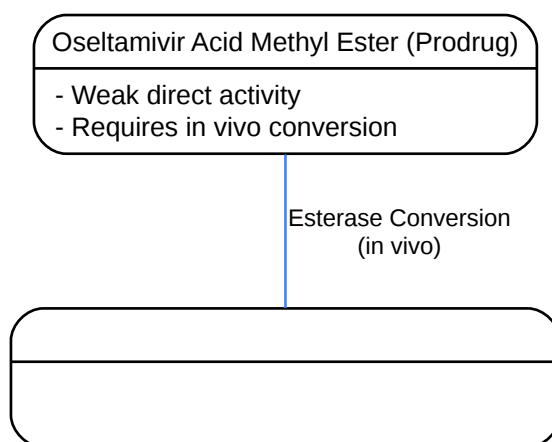 Oseltamivir Acid Methyl Ester (Prodrug)
- Weak direct activity
- Requires in vivo conversion
Esterase Conversion
(in vivo)